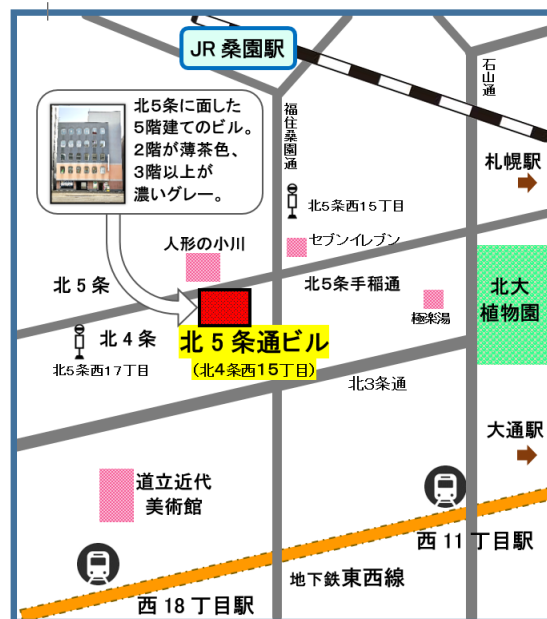 JR 桑園駅
石山通
福住桑園通
北5条に面した
5階建てのビル。
2階が薄茶色、
3階以上が
濃いグレー。
札幌駅
北5条西15丁目
セブンイレブン
人形の小川
北5条手稲通
北大
植物園
北 5 条
極楽湯
北 4 条
北 5 条通ビル
(北4条西15丁目)
北5条西17丁目
北3条通
大通駅
道立近代
美術館
西 11 丁目駅
地下鉄東西線
西 18 丁目駅